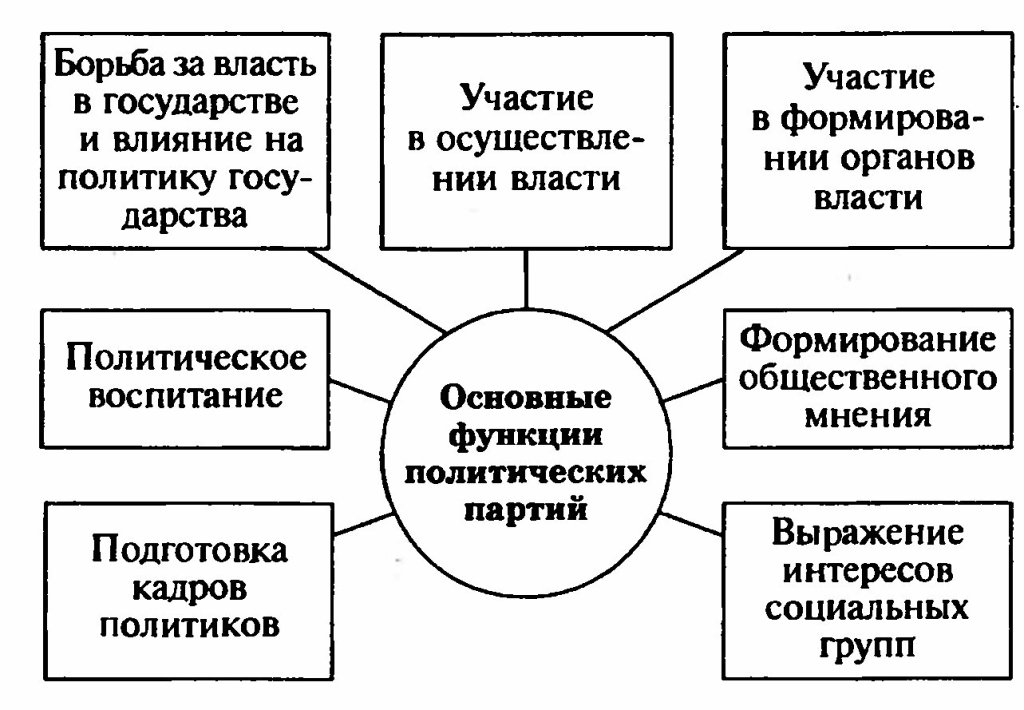 Борьба за власть
в государстве
и влияние на
политику госу-
дарства
Участие
в осуществле-
нии власти
Участие
в формирова-
нии органов
власти
Политическое
воспитание
Основные
функции
политических
партий
Формирование
общественного
мнения
Подготовка
кадров
политиков
Выражение
интересов
социальных
групп